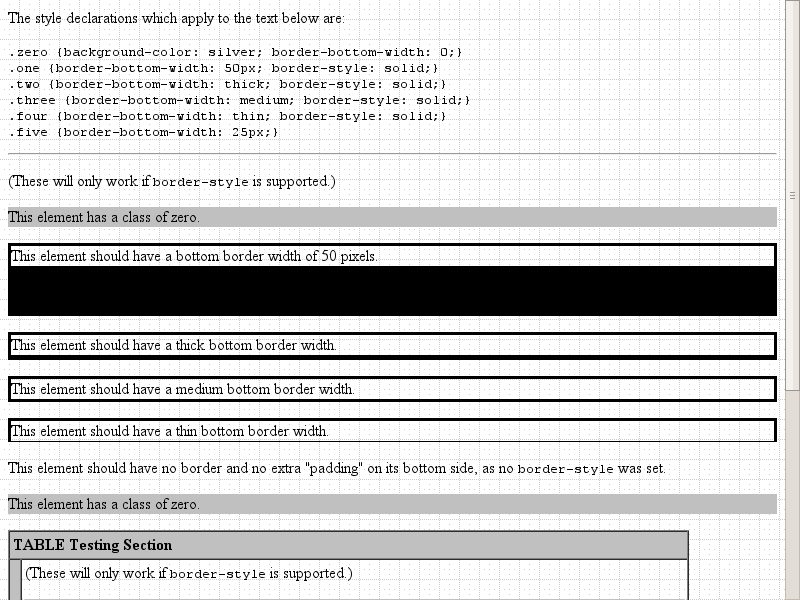 The style declarations which apply to the text below are:
.zero {background-color: silver; border-bottom-width: 0;}
.one {border-bottom-width: 50px; border-style: solid;}
.two {border-bottom-width: thick; border-style: solid;}
.three {border-bottom-width: medium; border-style: solid;}
.four {border-bottom-width: thin; border-style: solid;}
.five {border-bottom-width: 25px;}
(These will only work if border-style is supported.)
This element has a class of zero.
This element should have a bottom border width of 50 pixels.
This element should have a thick bottom border width.
This element should have a medium bottom border width.
This element should have a thin bottom border width.
This element should have no border and no extra "padding" on its bottom side, as no border-style was set.
This element has a class of zero.
TABLE Testing Section
(These will only work if border-style is supported.)